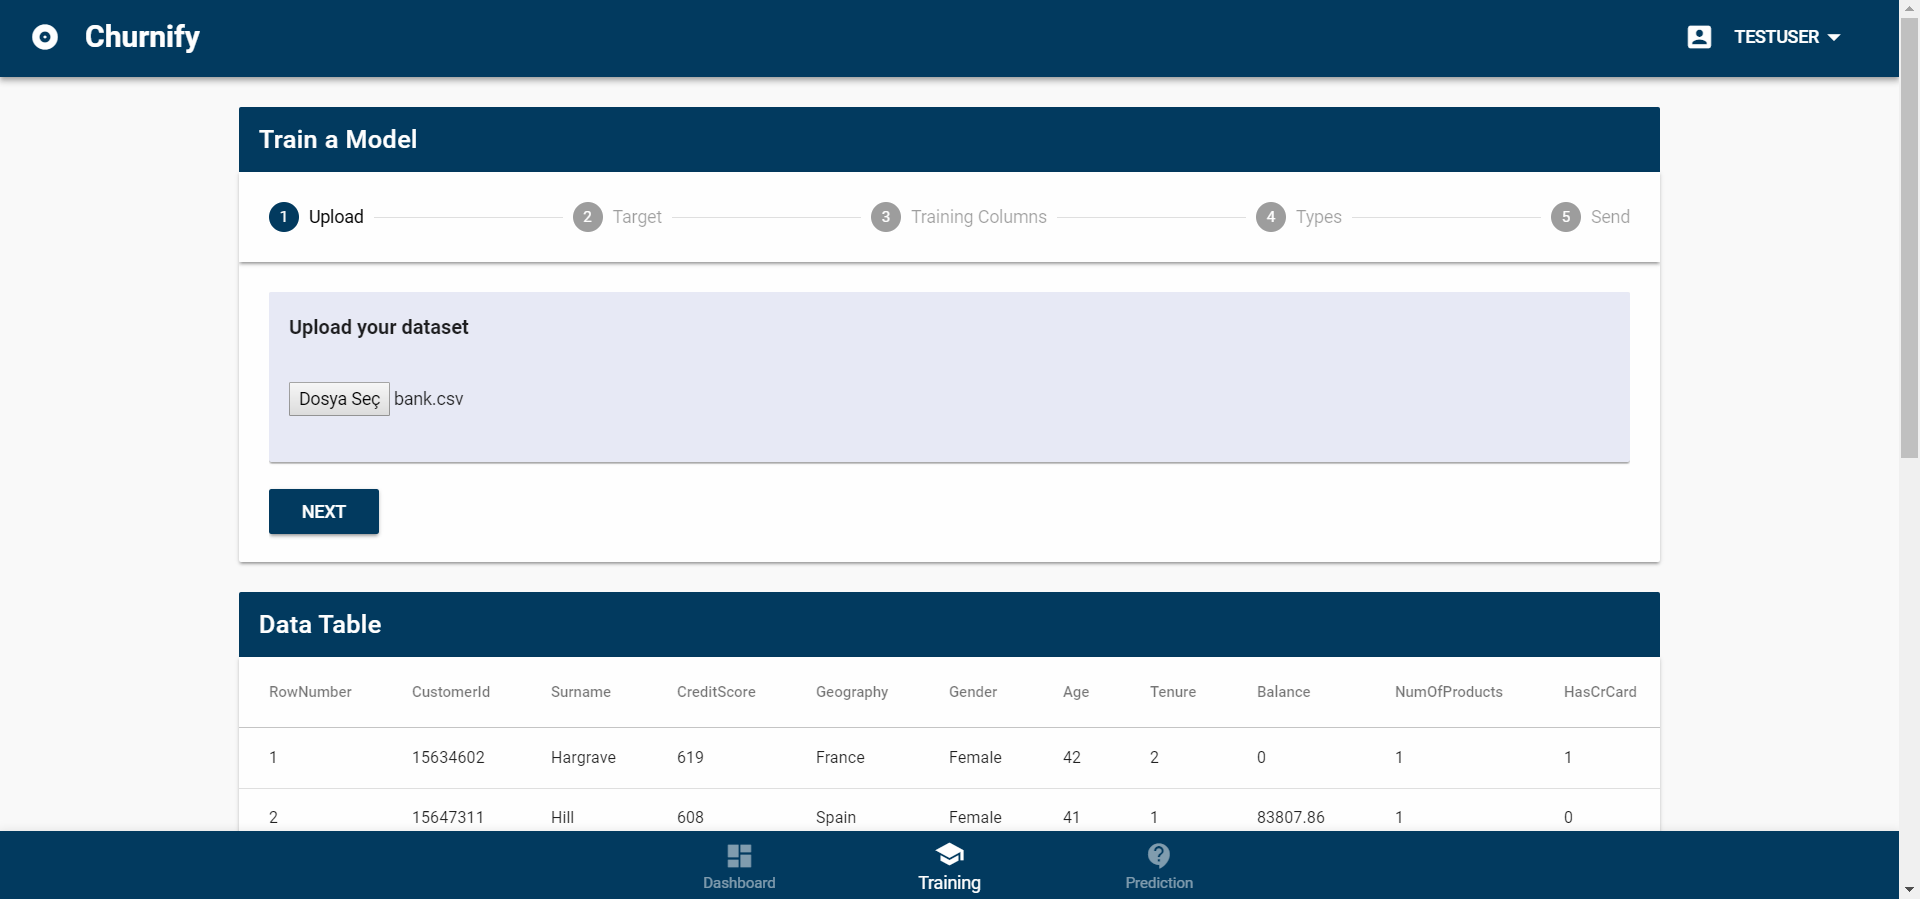 Churnify
TESTUSER
Train a Model
1 Upload 2 Target 3 Training Columns 4 Types 5 Send
Upload your dataset
Dosya Seç bank.csv
NEXT
Data Table
RowNumber CustomerId Surname CreditScore Geography Gender Age Tenure Balance NumOfProducts HasCrCard
1 15634602 Hargrave 619 France Female 42 2 0 1 1
2 15647311 Hill 608 Spain Female 41 1 83807.86 1 0
Dashboard Training Prediction